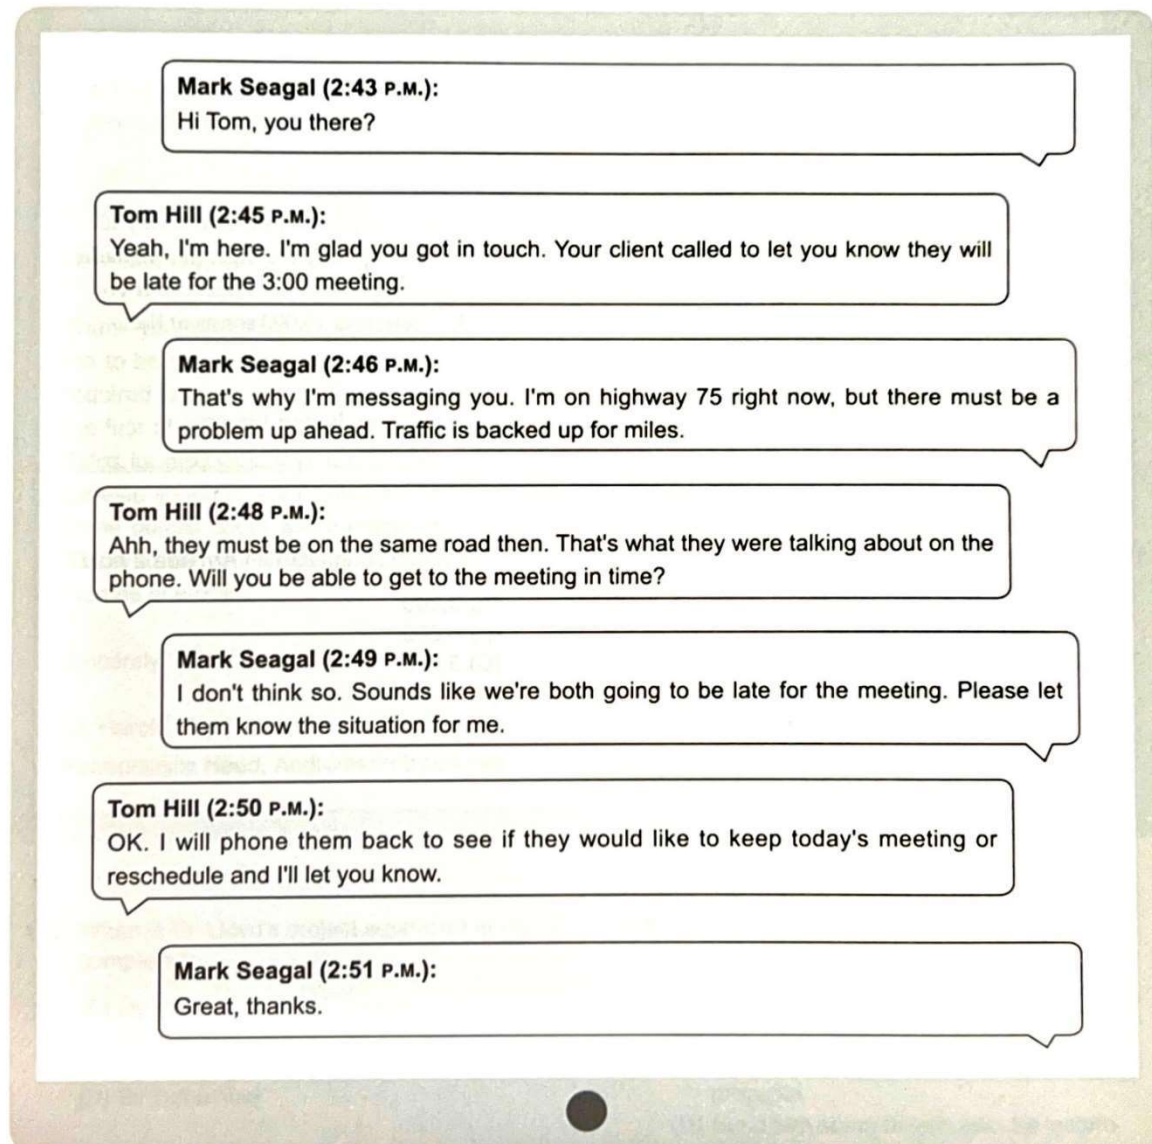 Mark Seagal (2:43 P.M.):
Hi Tom, you there?
Tom Hill (2:45 P.M.):
Yeah, I'm here. I'm glad you got in touch. Your client called to let you know they will
be late for the 3:00 meeting.
Mark Seagal (2:46 P.M.):
That's why I'm messaging you. I'm on highway 75 right now, but there must be a
problem up ahead. Traffic is backed up for miles.
Tom Hill (2:48 P.M.):
Ahh, they must be on the same road then. That's what they were talking about on the
phone. Will you be able to get to the meeting in time?
Mark Seagal (2:49 P.M.):
I don't think so. Sounds like we're both going to be late for the meeting. Please let
them know the situation for me.
Tom Hill (2:50 P.M.):
OK. I will phone them back to see if they would like to keep today's meeting or
reschedule and I'll let you know.
Mark Seagal (2:51 P.M.):
Great, thanks.